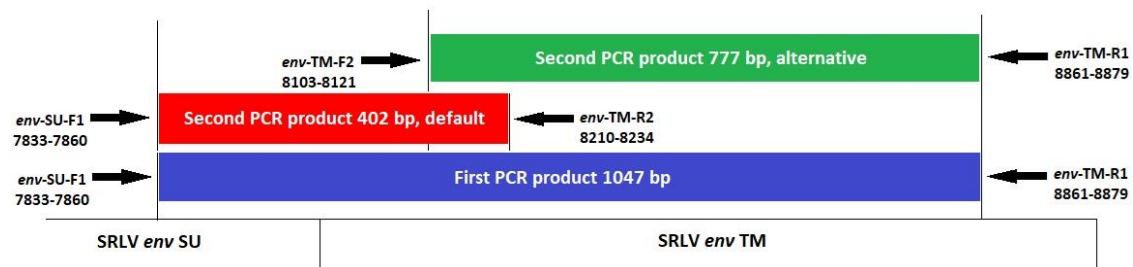 Second PCR product 777 bp, alternative
env-TM-F2
8103-8121
env-TM-R1
8861-8879
Second PCR product 402 bp, default
env-SU-F1
7833-7860
env-TM-R2
8210-8234
First PCR product 1047 bp
env-SU-F1
7833-7860
env-TM-R1
8861-8879
SRLV env SU
SRLV env TM